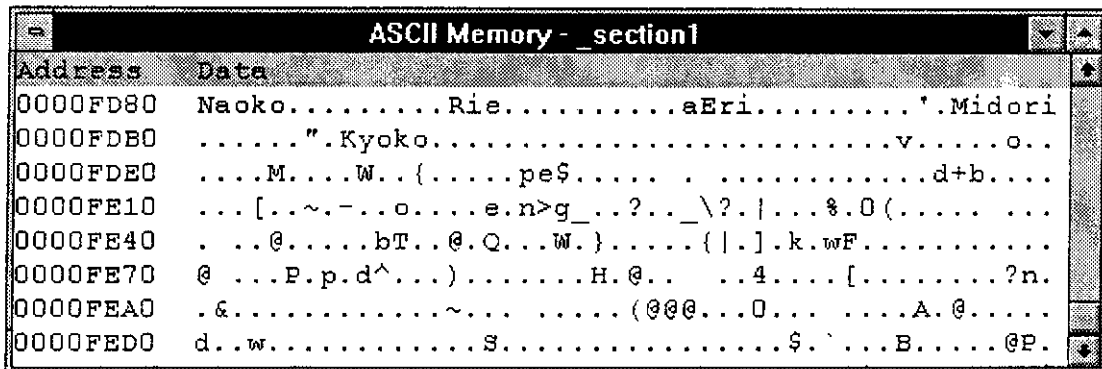 ASCII Memory - _section1
Address Data
0000FD80 Naoko.........Rie..........aEri.........'.Midori
0000FDB0 ......".Kyoko...........................v.....o..
0000FDE0 ....M....W..{.....pe$..... . .............d+b....
0000FE10 ...[..~.-..o....e.n>g_..?.._\?.|...%.O(..... ...
0000FE40 . ..@.....bT..@.Q...W.}.....{|.].k.wF...........
0000FE70 @ ...P.p.d^...).......H.@.. ..4....[.........?n.
0000FEA0 .&.............~... .....(@@@...O... ....A.@.....
0000FED0 d..w............S................$.`...B.....@P.